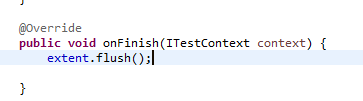 }
@Override
public void onFinish(ITestContext context) {
extent.flush();
}